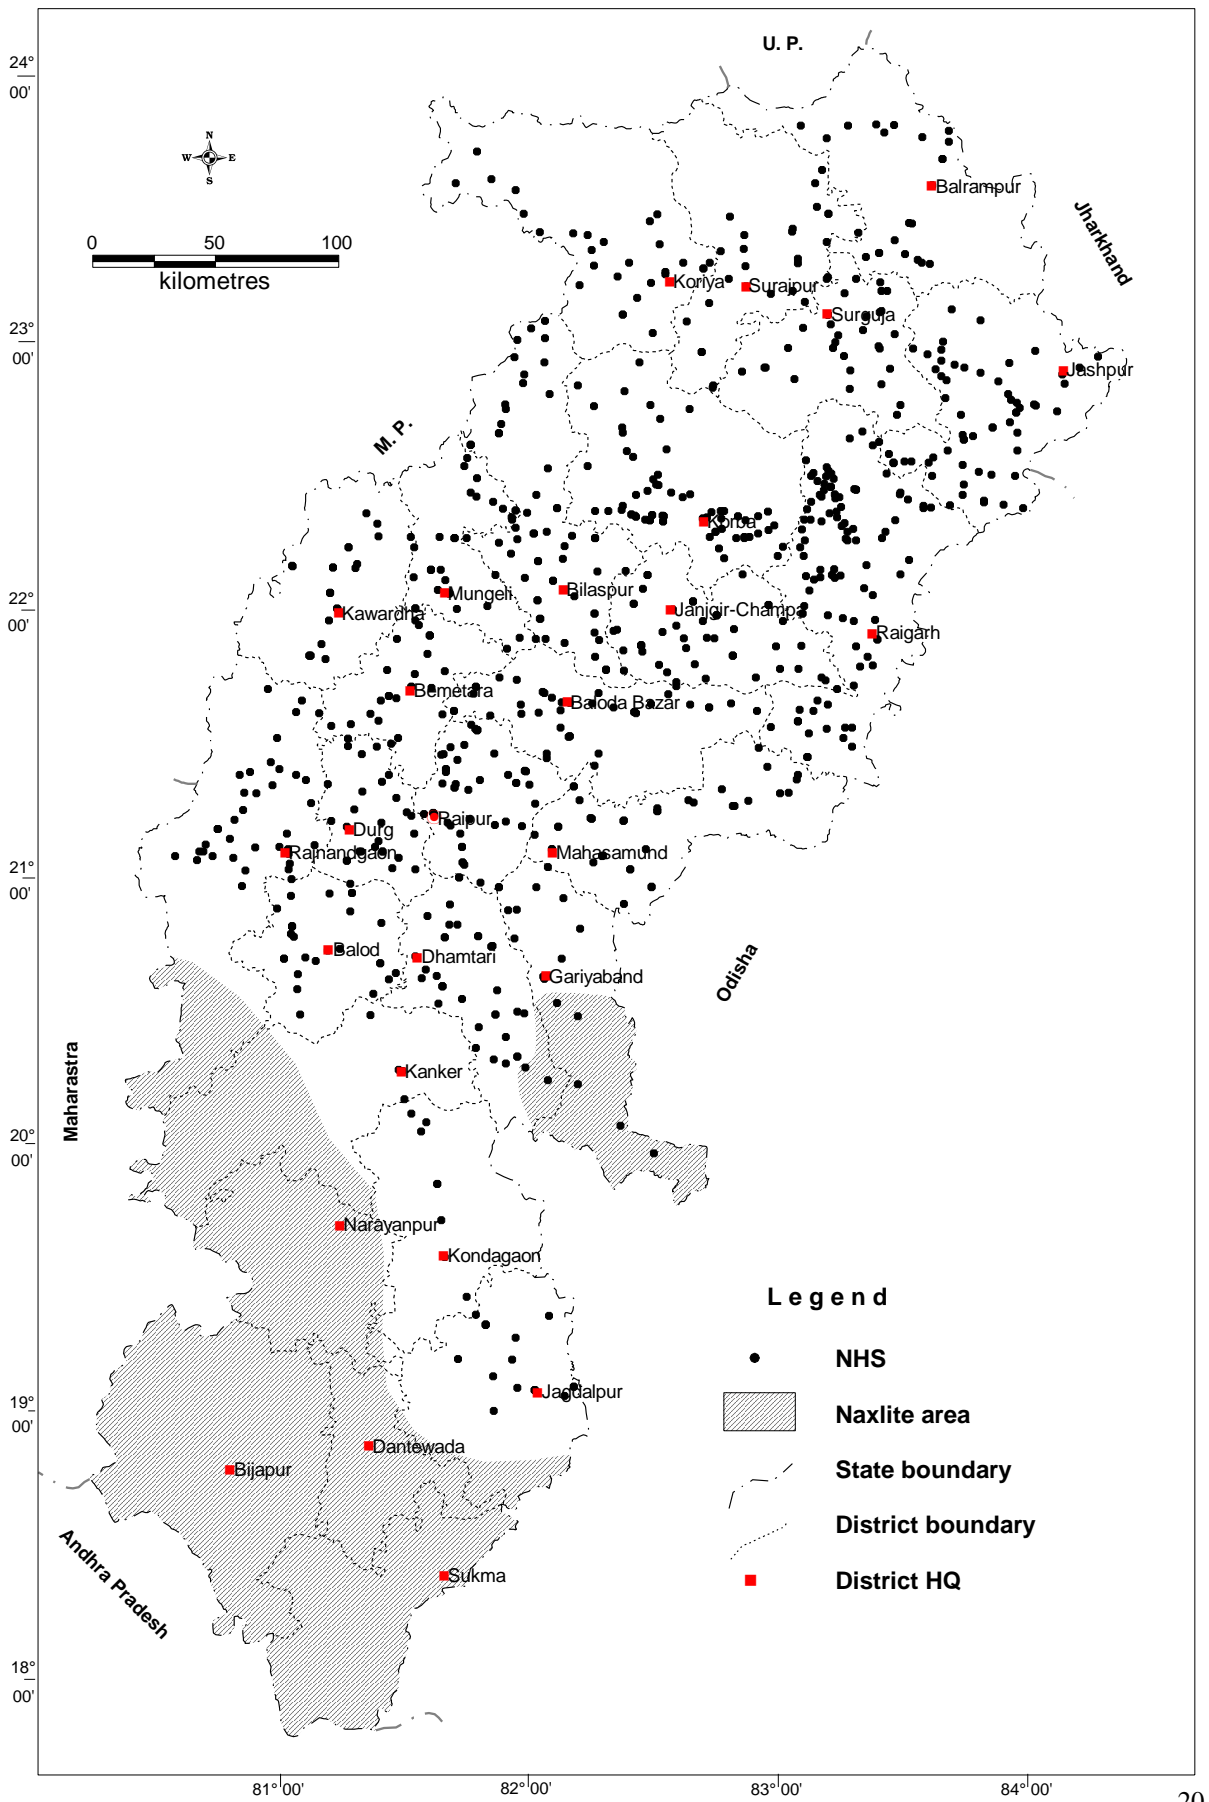 U. P.
24°
00'
N
W E
S
Balrampur
Jharkhand
0 50 100
kilometres
Koriya
Surajpur
Surguja
23°
00'
Jashpur
M. P.
Korba
Bilaspur
Mungeli
22°
00'
Kawardha
Janjgir-Champa
Raigarh
Bemetara
Baloda Bazar
Raipur
Durg
Rajnandgaon
Mahasamund
21°
00'
Balod
Dhamtari
Odisha
Gariyaband
Maharastra
Kanker
20°
00'
Narayanpur
Kondagaon
Legend
NHS
Jagdalpur
19°
00'
Naxlite area
Dantewada
Bijapur
State boundary
District boundary
Andhra Pradesh
Sukma
District HQ
18°
00'
81°00' 82°00' 83°00' 84°00'
20